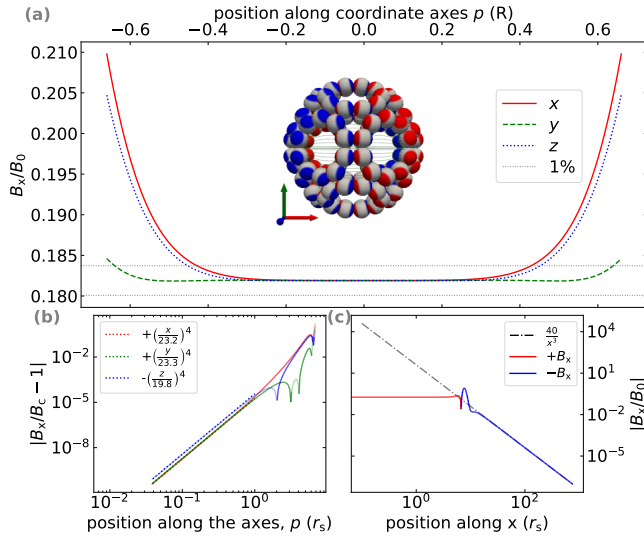 (a) position along coordinate axes p (R)
−0.6 −0.4 −0.2 0.0 0.2 0.4 0.6
0.210
0.205
0.200
0.195
0.190
0.185
0.180
B_x/B_0
x
y
z
1%
(b)
+(x/23.2)^4
+(y/23.3)^4
-(z/19.8)^4
|B_x/B_c − 1|
10^−2
10^−5
10^−8
10^−2 10^−1 10^0
position along the axes, p (r_s)
(c)
40/x^3
+B_x
−B_x
10^4
10^1
10^−2
10^−5
|B_x/B_0|
10^0 10^2
position along x (r_s)